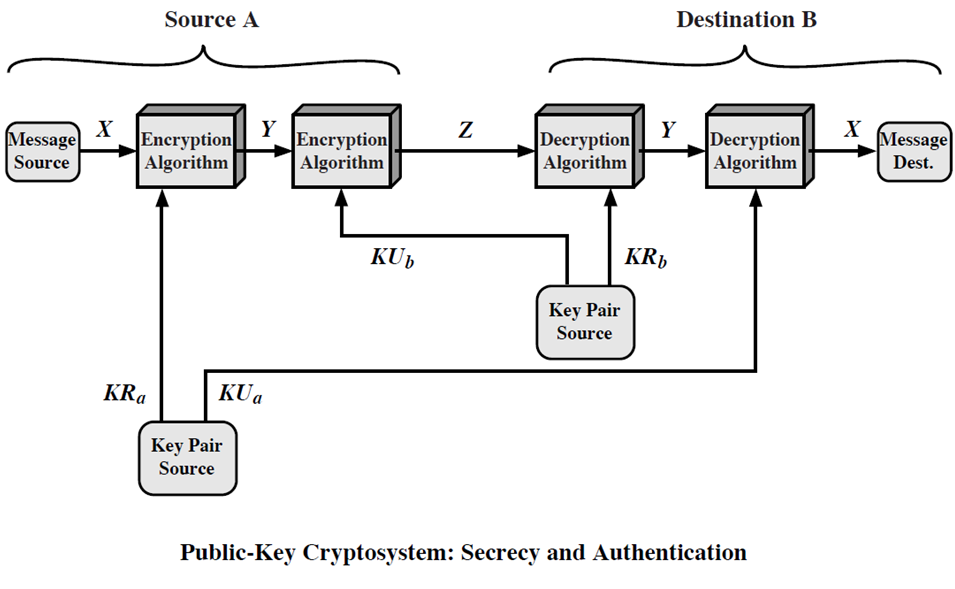 Source A
Destination B
Message
Source
X
Encryption
Algorithm
Y
Encryption
Algorithm
Z
Decryption
Algorithm
Y
Decryption
Algorithm
X
Message
Dest.
KUb
KRb
Key Pair
Source
KRa
KUa
Key Pair
Source
Public-Key Cryptosystem: Secrecy and Authentication